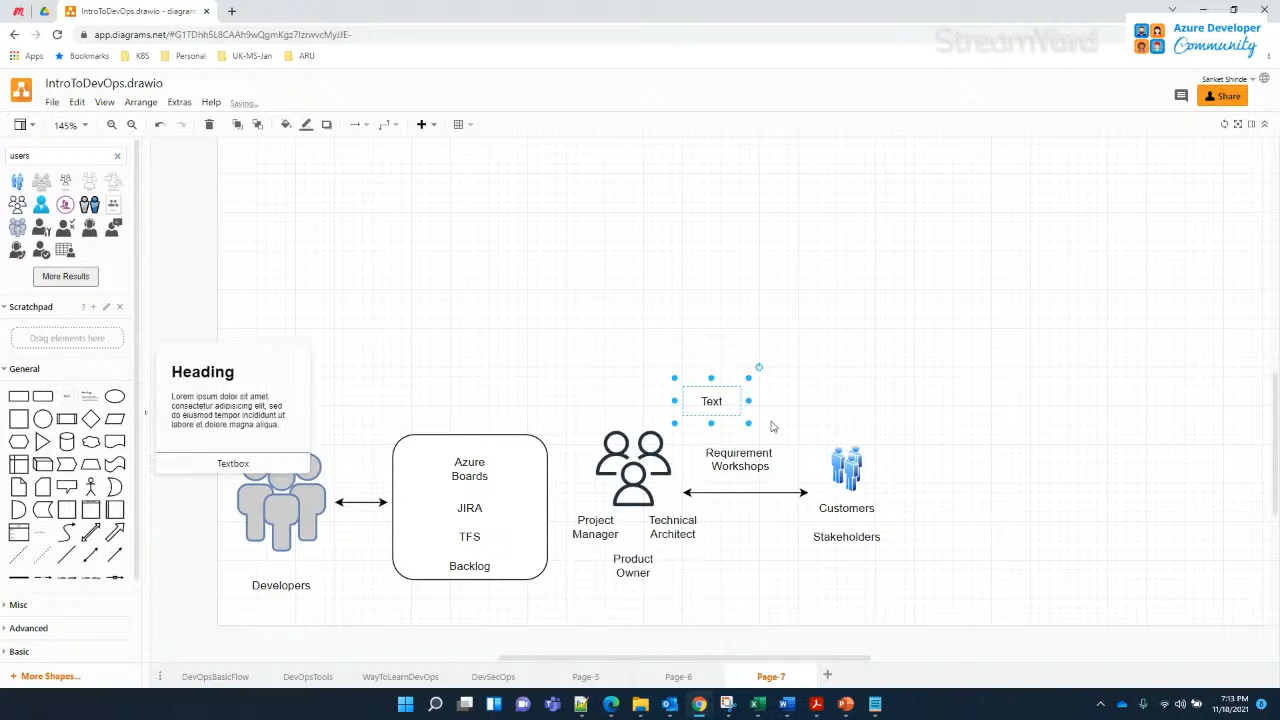 IntroToDevOps.drawio - diagram
app.diagrams.net/#G1TDhh5L8CAAh9wQgmKgz7IzrwvcMyJJE-
StreamYard
Azure Developer
Community
Apps
Bookmarks
K8S
Personal
UK-MS-Jan
ARU
IntroToDevOps.drawio
Sanket Shinde
File Edit View Arrange Extras Help Saving...
Share
145%
users
More Results
Scratchpad
? +
Drag elements here
General
Heading
Lorem ipsum dolor sit amet,
consectetur adipisicing elit, sed
do eiusmod tempor incididunt ut
labore et dolore magna aliqua.
Textbox
Text
Azure
Boards
JIRA
TFS
Backlog
Requirement
Workshops
Customers
Stakeholders
Project
Manager
Technical
Architect
Product
Owner
Developers
Misc
Advanced
Basic
+ More Shapes...
DevOpsBasicFlow
DevOpsTools
WayToLearnDevOps
DevSecOps
Page-5
Page-6
Page-7
7:13 PM
11/18/2021